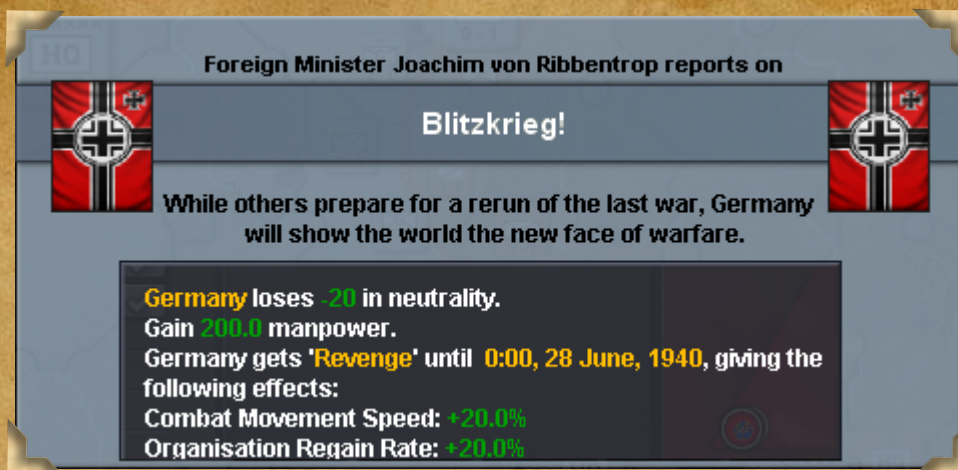 HQ
Foreign Minister Joachim von Ribbentrop reports on
Blitzkrieg!
While others prepare for a rerun of the last war, Germany
will show the world the new face of warfare.
Germany loses -20 in neutrality.
Gain 200.0 manpower.
Germany gets 'Revenge' until 0:00, 28 June, 1940, giving the
following effects:
Combat Movement Speed: +20.0%
Organisation Regain Rate: +20.0%
HQ